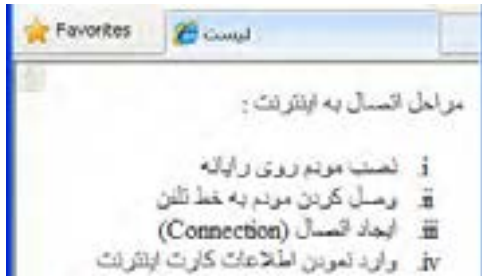 Favorites
لیست
مراحل اتصال به اینترنت :
i. نصب مودم روی رایانه
ii. وصل کردن مودم به خط تلفن
iii. ایجاد اتصال (Connection)
iv. وارد نمودن اطلاعات کارت اینترنت